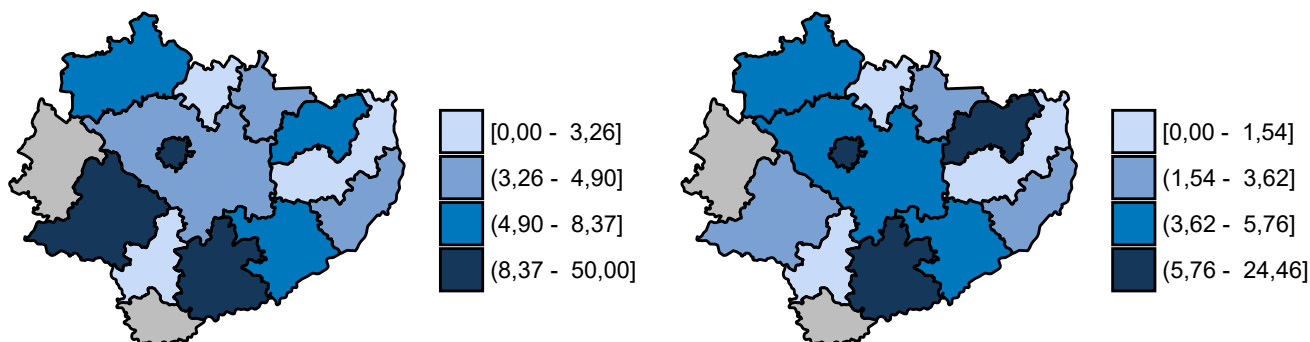 [0,00 - 3,26]
(3,26 - 4,90]
(4,90 - 8,37]
(8,37 - 50,00]
[0,00 - 1,54]
(1,54 - 3,62]
(3,62 - 5,76]
(5,76 - 24,46]